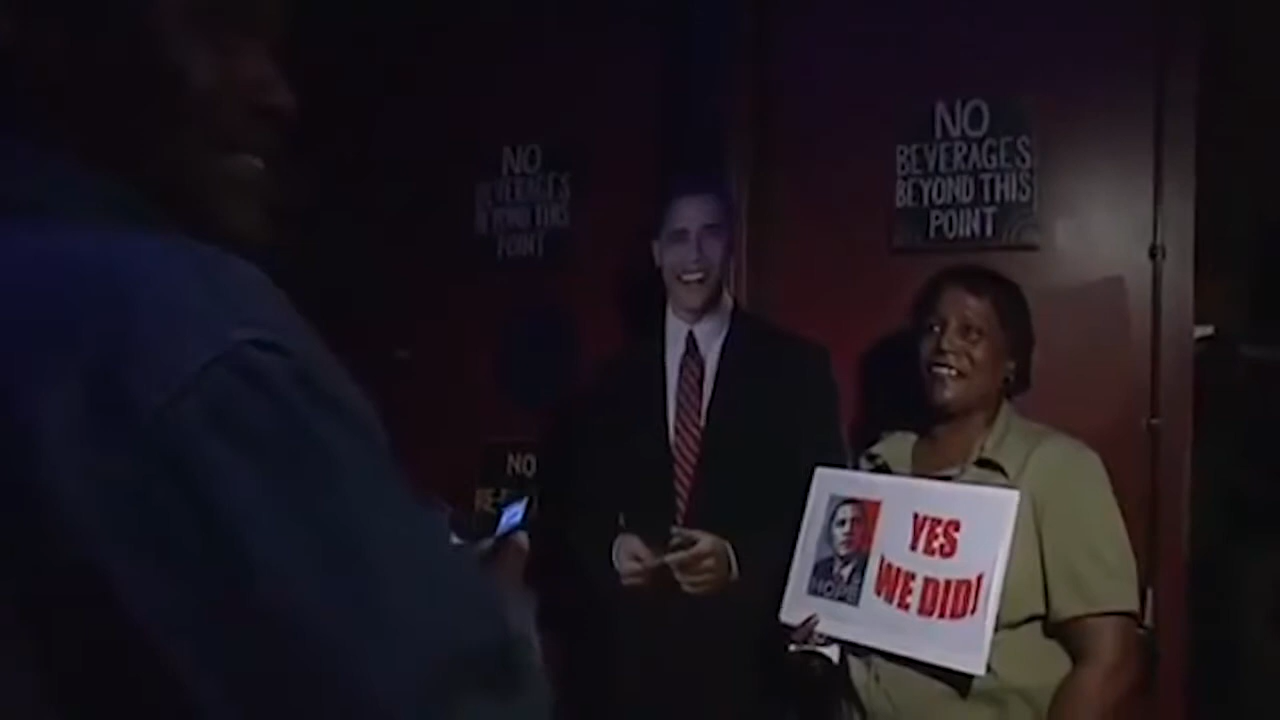 NO
BEVERAGES
BEYOND THIS
POINT
NO
BEVERAGES
BEYOND THIS
POINT
NO
YES
WE DID!
HOPE